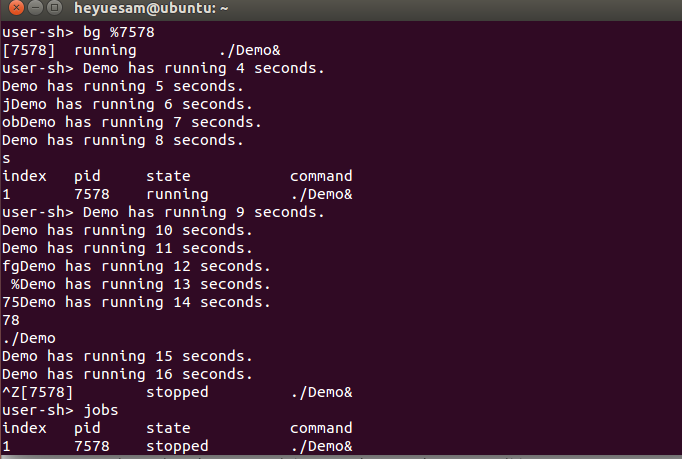 heyuesam@ubuntu: ~
user-sh> bg %7578
[7578]  running         ./Demo&
user-sh> Demo has running 4 seconds.
Demo has running 5 seconds.
jDemo has running 6 seconds.
obDemo has running 7 seconds.
Demo has running 8 seconds.
s
index   pid     state           command
1       7578    running         ./Demo&
user-sh> Demo has running 9 seconds.
Demo has running 10 seconds.
Demo has running 11 seconds.
fgDemo has running 12 seconds.
 %Demo has running 13 seconds.
75Demo has running 14 seconds.
78
./Demo
Demo has running 15 seconds.
Demo has running 16 seconds.
^Z[7578]        stopped         ./Demo&
user-sh> jobs
index   pid     state           command
1       7578    stopped         ./Demo&